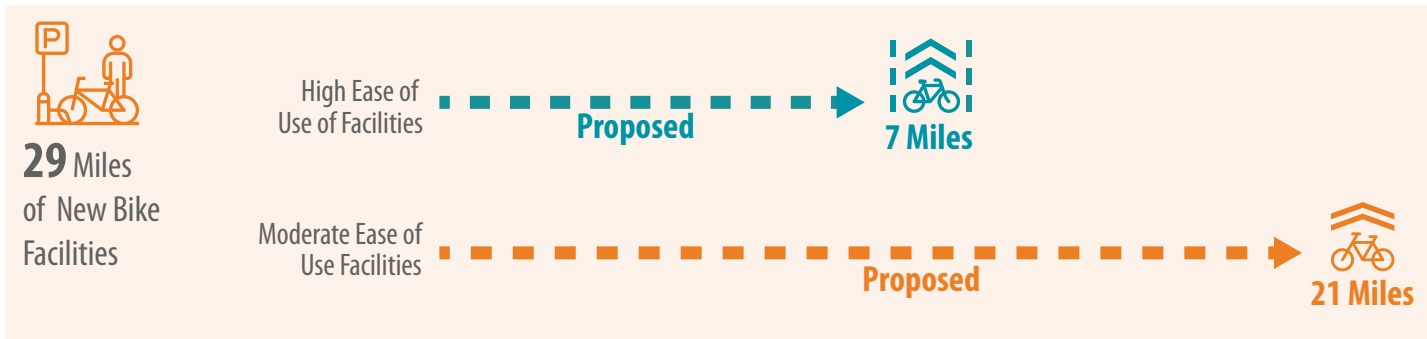 P
29 Miles
of New Bike
Facilities
High Ease of
Use of Facilities
Proposed
7 Miles
Moderate Ease of
Use Facilities
Proposed
21 Miles